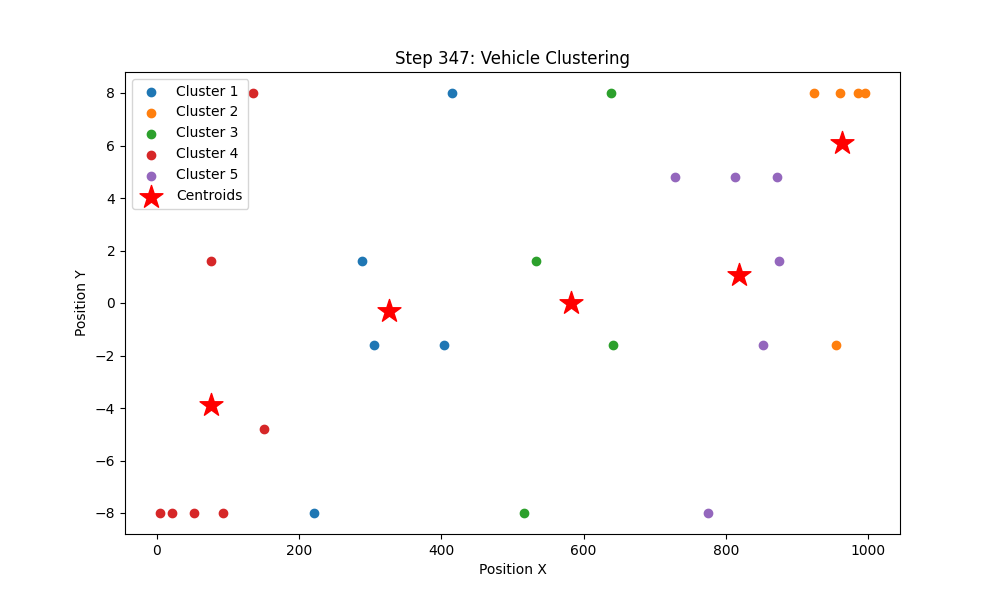 Step 347: Vehicle Clustering
Cluster 1
Cluster 2
Cluster 3
Cluster 4
Cluster 5
Centroids
Position Y
8
6
4
2
0
−2
−4
−6
−8
0 200 400 600 800 1000
Position X